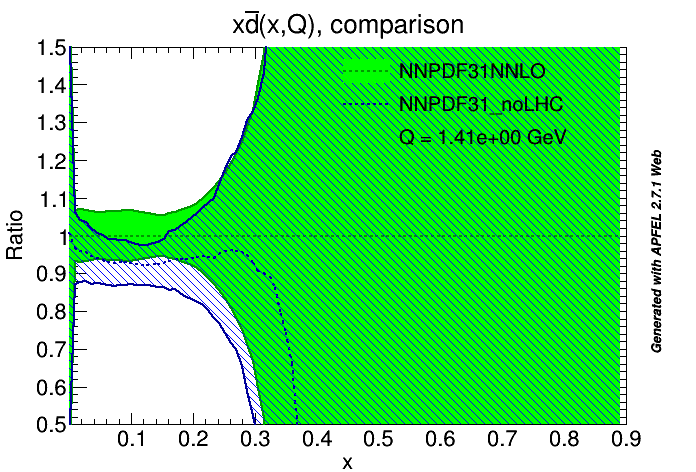 xd̅(x,Q), comparison
1.5
1.4
1.3
1.2
1.1
1
0.9
0.8
0.7
0.6
0.5
Ratio
NNPDF31NNLO
NNPDF31_noLHC
Q = 1.41e+00 GeV
0.1 0.2 0.3 0.4 0.5 0.6 0.7 0.8 0.9
x
Generated with APFEL 2.7.1 Web